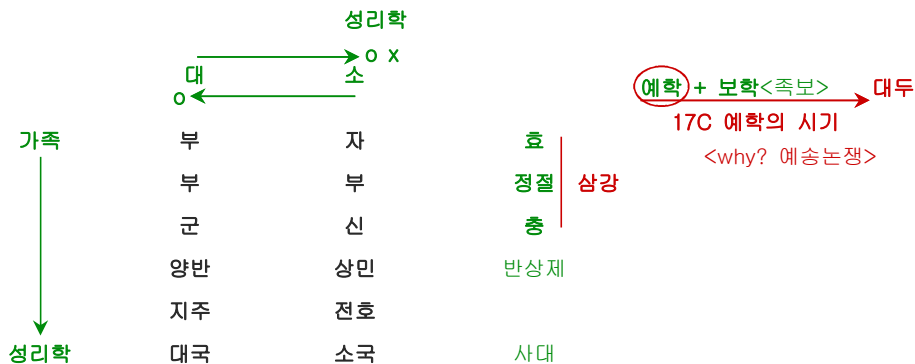 성리학
o x
대 소
o
예학 + 보학<족보> 대두
17C 예학의 시기
<why? 예송논쟁>
가족 부 자 효
부 부 정절 삼강
군 신 충
양반 상민 반상제
지주 전호
성리학 대국 소국 사대